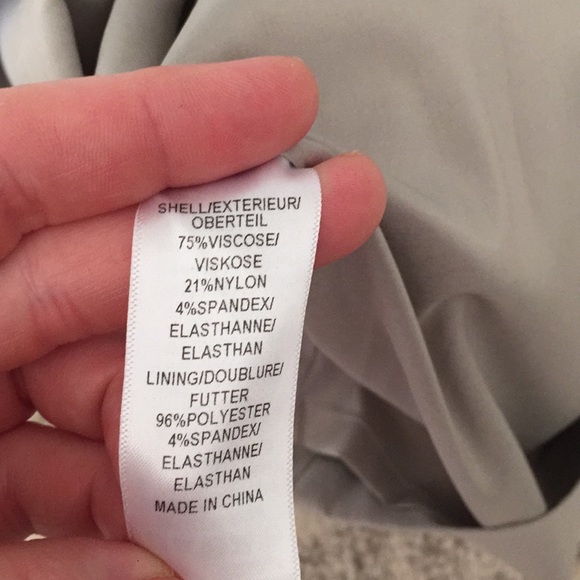 SHELL/EXTERIEUR/
OBERTEIL
75%VISCOSE/
VISKOSE
21%NYLON
4%SPANDEX/
ELASTHANNE/
ELASTHAN
LINING/DOUBLURE/
FUTTER
96%POLYESTER
4%SPANDEX/
ELASTHANNE/
ELASTHAN
MADE IN CHINA